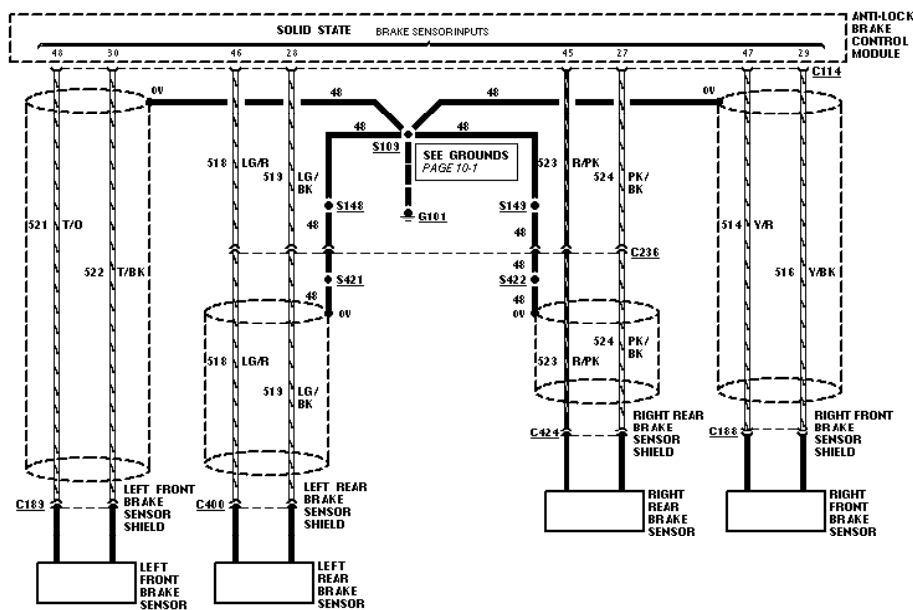 SOLID STATE BRAKE SENSOR INPUTS
ANTI-LOCK
BRAKE
CONTROL
MODULE
48 30 46 28 45 27 47 29
C114
0V 48 48 0V
48 48
S109
SEE GROUNDS
PAGE 10-1
518 LG/R
519 LG/
BK
523 R/PK
524 PK/
BK
S148
S149
G101
521 T/O
48
48
514 Y/R
C236
522 T/BK
48
516 Y/BK
S421
S422
48
48
0V
0V
518 LG/R
519 LG/
BK
523 R/PK
524 PK/
BK
C424
RIGHT REAR
BRAKE
SENSOR
SHIELD
C188
RIGHT FRONT
BRAKE
SENSOR
SHIELD
C189
LEFT FRONT
BRAKE
SENSOR
SHIELD
C400
LEFT REAR
BRAKE
SENSOR
SHIELD
RIGHT
REAR
BRAKE
SENSOR
RIGHT
FRONT
BRAKE
SENSOR
LEFT
FRONT
BRAKE
SENSOR
LEFT
REAR
BRAKE
SENSOR